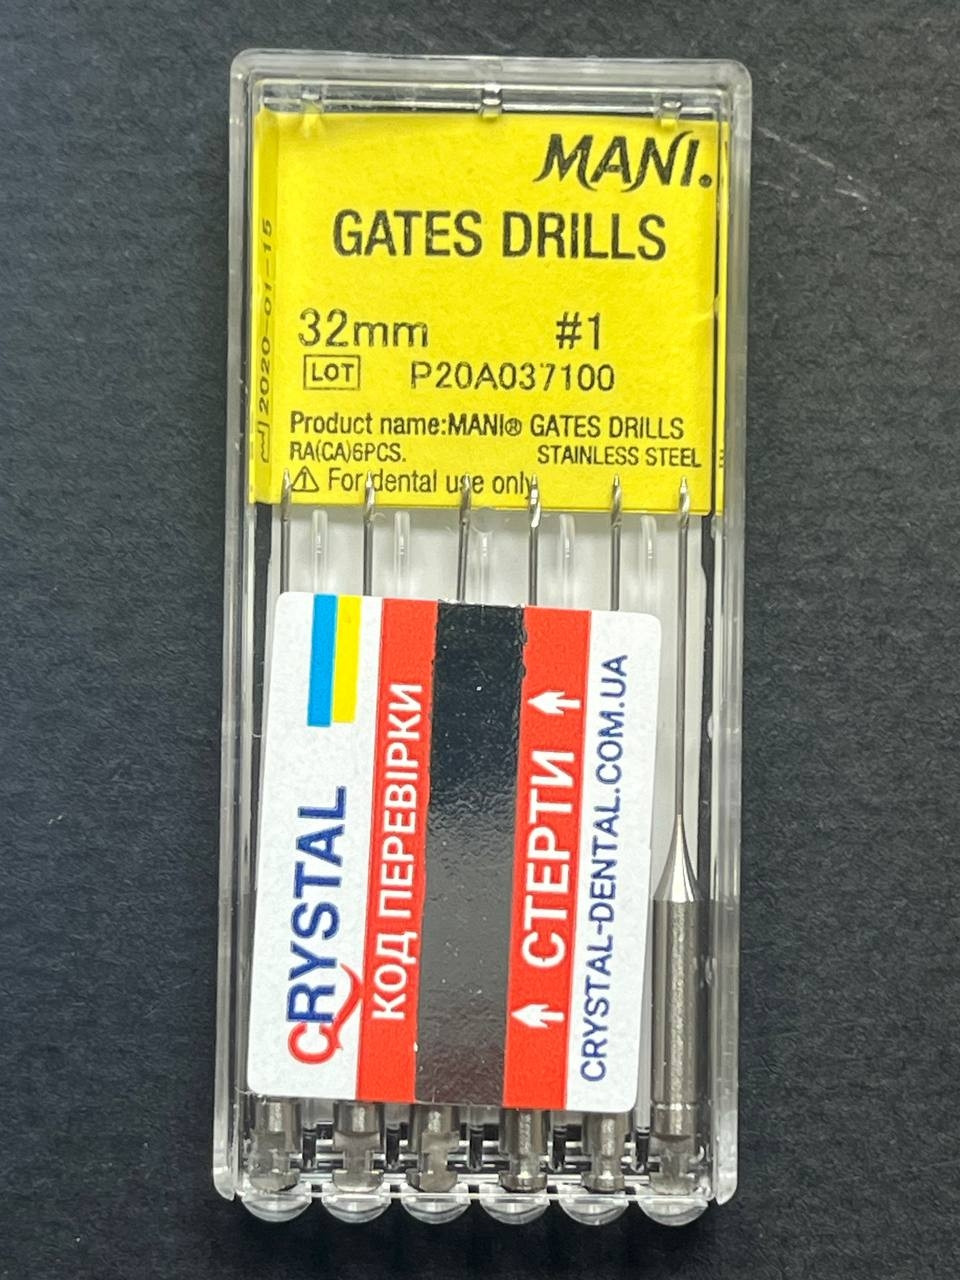 MANI.
GATES DRILLS
32mm #1
LOT P20A037100
Product name:MANI® GATES DRILLS
RA(CA)6PCS. STAINLESS STEEL
For dental use only
2020-01-15
CRYSTAL
КОД ПЕРЕВІРКИ
СТЕРТИ
CRYSTAL-DENTAL.COM.UA